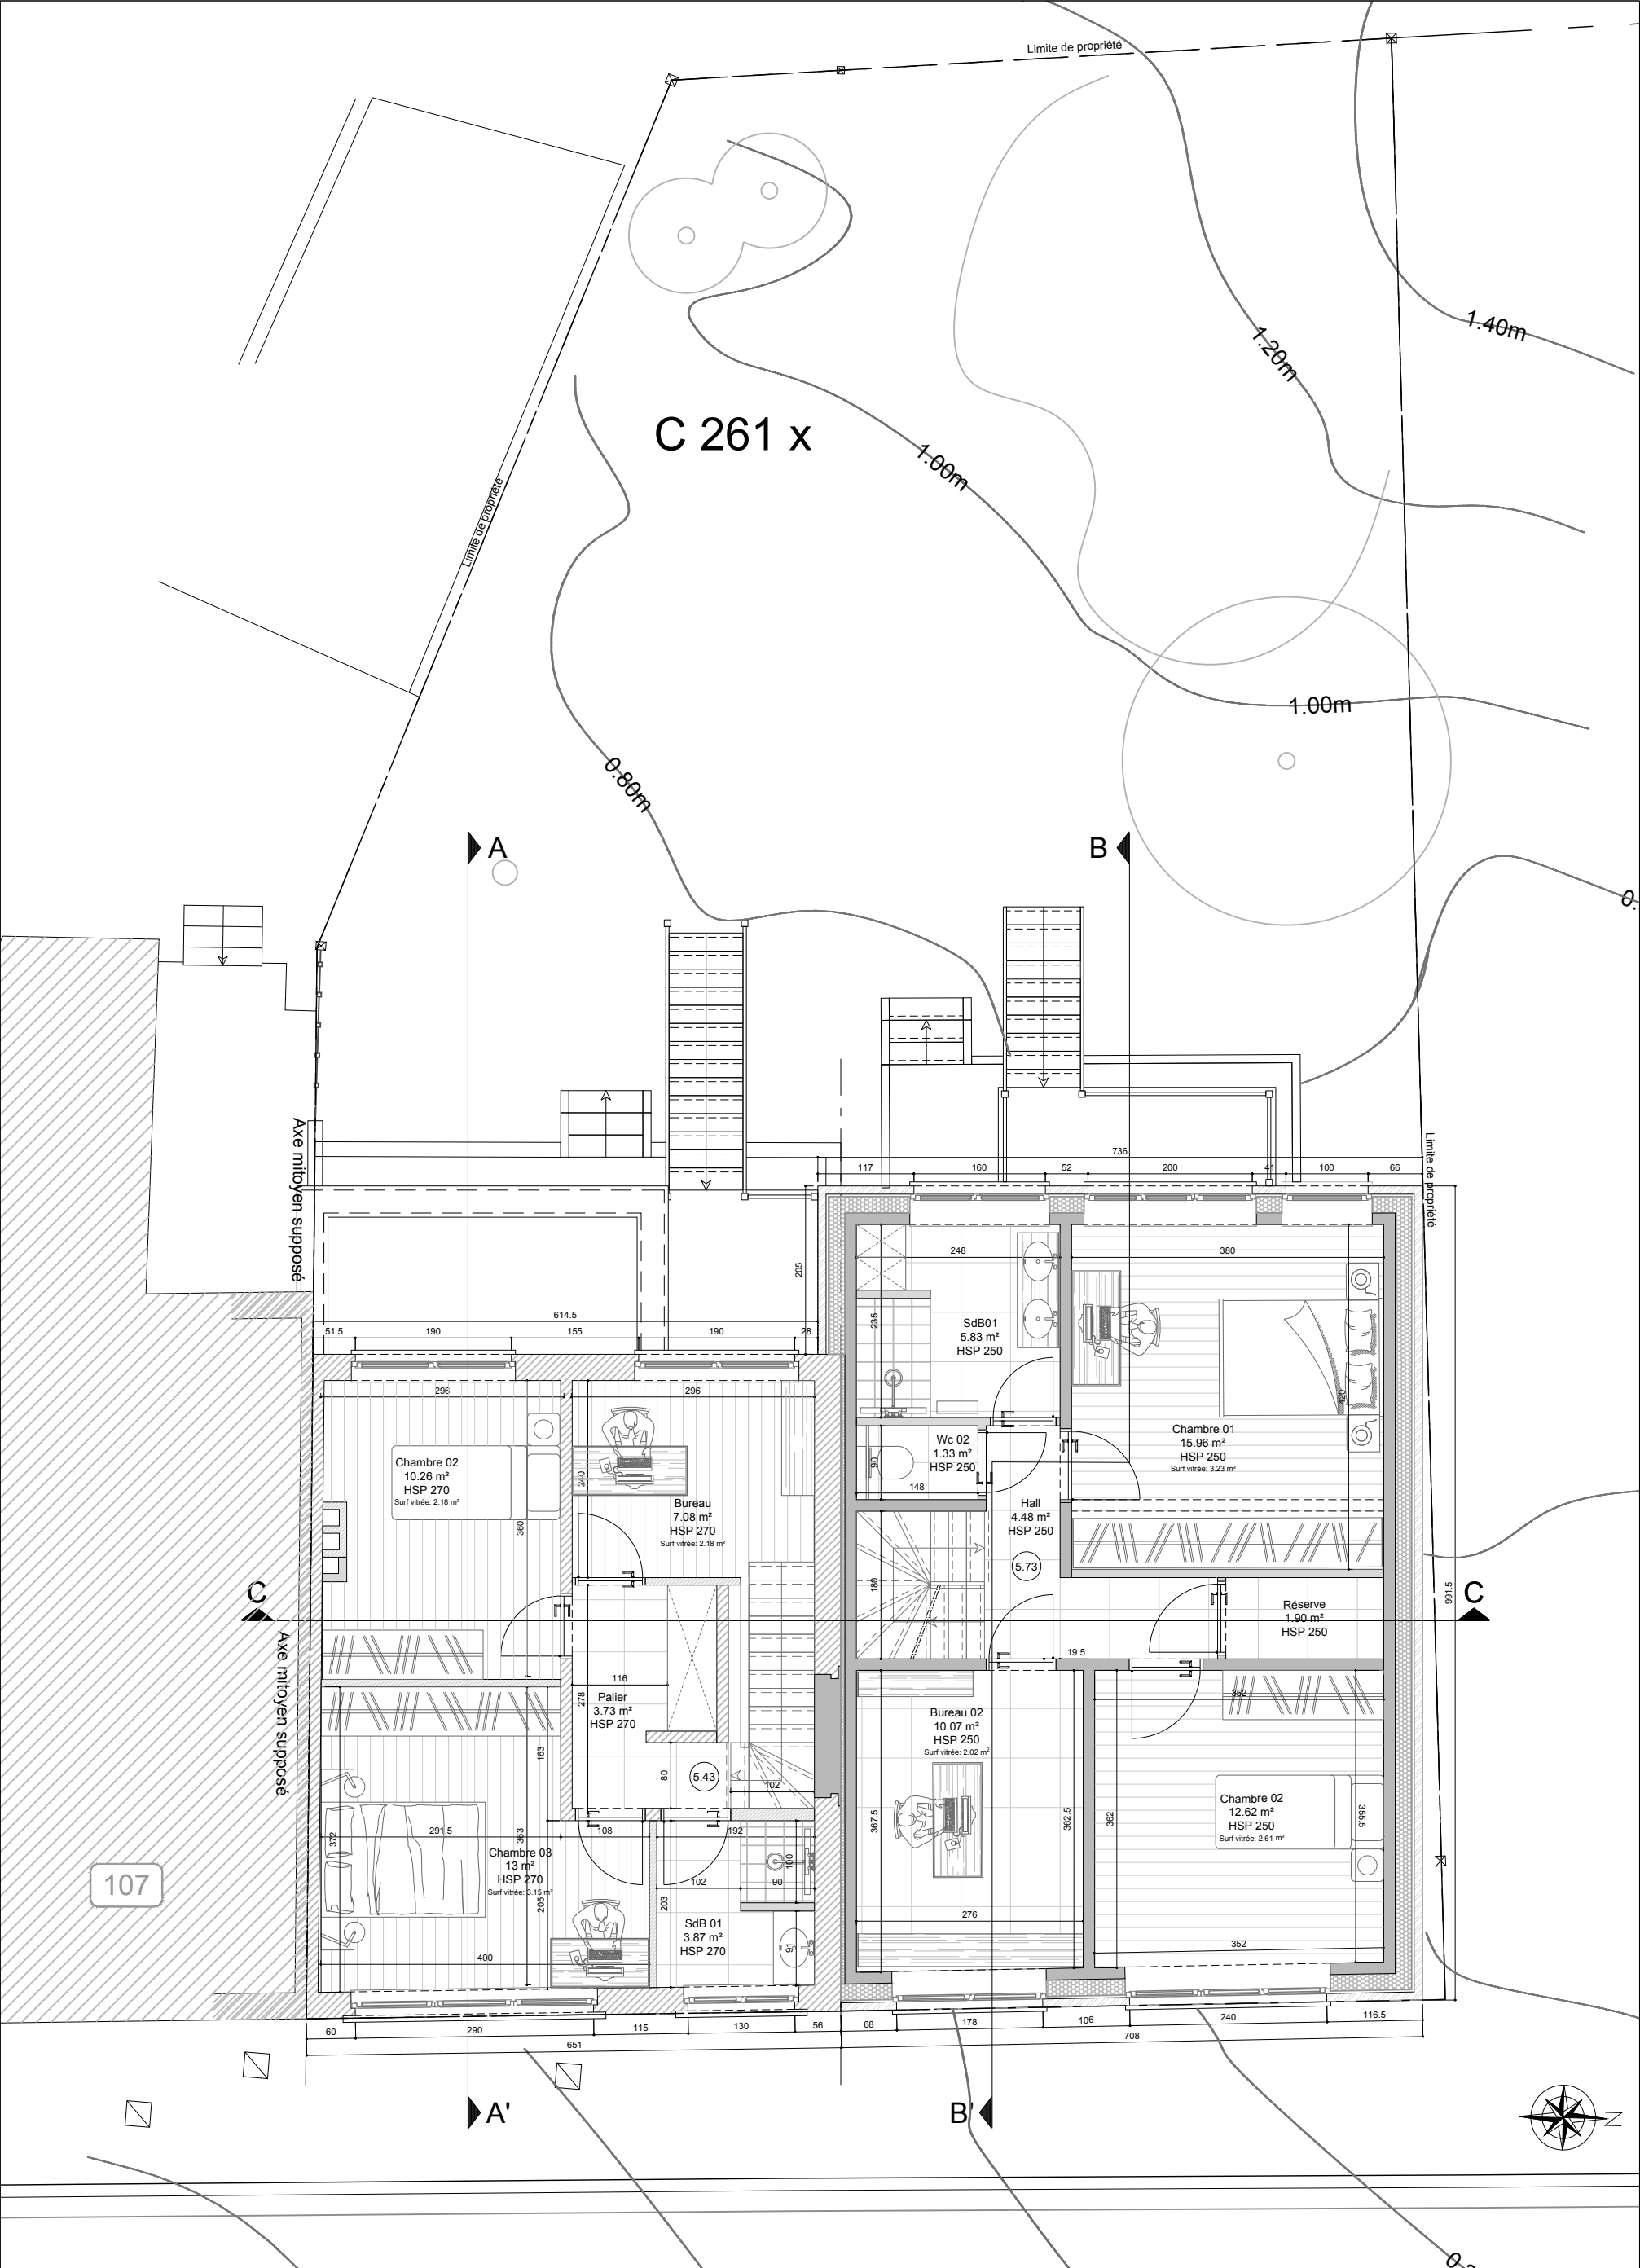 Limite de propriété
1.40m
1.20m
C 261 x
1.00m
Limite de propriété
1.00m
0.80m
A
B
Axe mitoyen supposé
Limite de propriété
736
117
160
52
200
41
100
66
205
614.5
51.5
190
155
190
28
248
380
235
SdB01
5.83 m²
HSP 250
420
Chambre 01
15.96 m²
HSP 250
Surf vitrée: 3.23 m²
296
296
Chambre 02
10.26 m²
HSP 270
Surf vitrée: 2.18 m²
240
Bureau
7.08 m²
HSP 270
Surf vitrée: 2.18 m²
360
Wc 02
1.33 m²
HSP 250
90
148
Hall
4.48 m²
HSP 250
5.73
180
C
C
991.5
Réserve
1.90 m²
HSP 250
19.5
Axe mitoyen supposé
116
278
Palier
3.73 m²
HSP 270
163
80
5.43
102
352
Bureau 02
10.07 m²
HSP 250
Surf vitrée: 2.02 m²
367.5
362.5
362
Chambre 02
12.62 m²
HSP 250
Surf vitrée: 2.61 m²
355.5
372
291.5
363
108
192
Chambre 03
13 m²
HSP 270
Surf vitrée: 3.15 m²
205
100
102
90
203
SdB 01
3.87 m²
HSP 270
91
107
276
352
400
60
290
115
130
56
68
178
106
240
116.5
651
708
A'
B'
N